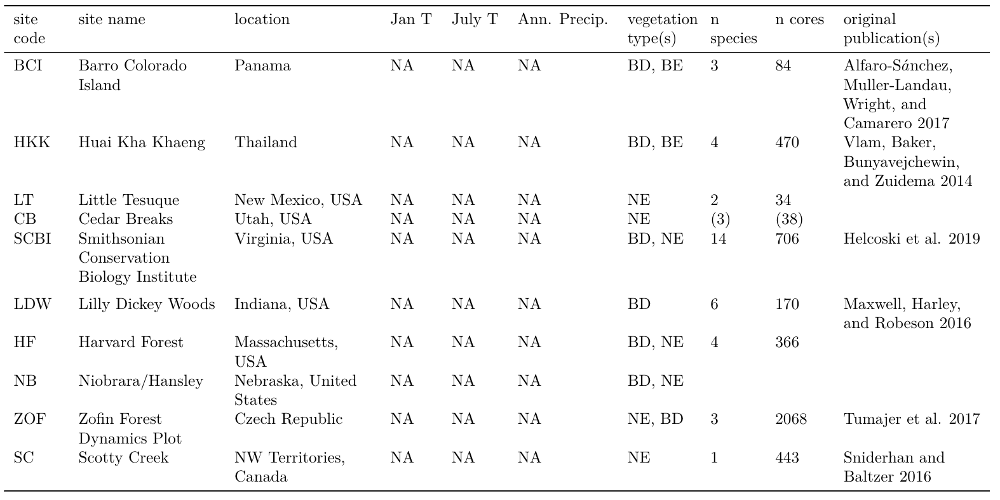 site site name location Jan T July T Ann. Precip. vegetation n n cores original
code type(s) species publication(s)
BCI Barro Colorado Panama NA NA NA BD, BE 3 84 Alfaro-Sánchez,
Island Muller-Landau,
Wright, and
Camarero 2017
HKK Huai Kha Khaeng Thailand NA NA NA BD, BE 4 470 Vlam, Baker,
Bunyavejchewin,
and Zuidema 2014
LT Little Tesuque New Mexico, USA NA NA NA NE 2 34
CB Cedar Breaks Utah, USA NA NA NA NE (3) (38)
SCBI Smithsonian Virginia, USA NA NA NA BD, NE 14 706 Helcoski et al. 2019
Conservation
Biology Institute
LDW Lilly Dickey Woods Indiana, USA NA NA NA BD 6 170 Maxwell, Harley,
and Robeson 2016
HF Harvard Forest Massachusetts, NA NA NA BD, NE 4 366
USA
NB Niobrara/Hansley Nebraska, United NA NA NA BD, NE
States
ZOF Zofin Forest Czech Republic NA NA NA NE, BD 3 2068 Tumajer et al. 2017
Dynamics Plot
SC Scotty Creek NW Territories, NA NA NA NE 1 443 Sniderhan and
Canada Baltzer 2016